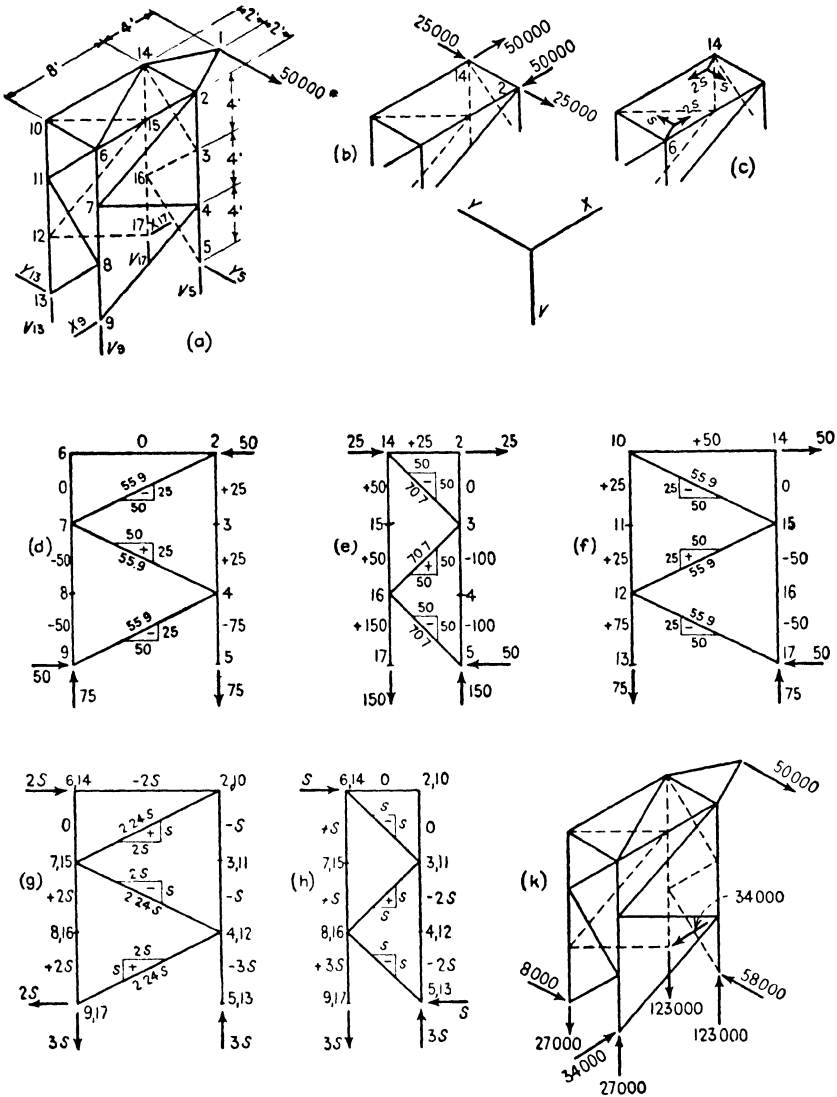 8'
4'
2'
2'
1
14
50000 #
2
4'
10
15
6
3
4'
11
16
7
4
4'
12
17
X17
V17
5
Y13
8
Y5
13
V5
V13
X9
9
V9
(a)
25000
50000
50000
14
2
25000
(b)
14
2S
S
S
2S
6
(c)
Y
X
V
6
0
2
50
0
55.9
25
50
+25
7
3
(d)
50
25
55.9
-50
+25
8
4
55.9
25
50
-50
-75
9
5
50
75
75
25
14
+25
2
25
+50
50
50
70.7
0
15
3
(e)
+50
70.7
50
50
-100
16
4
+150
50
50
70.7
-100
17
5
50
150
150
10
+50
14
50
+25
50
25
55.9
0
11
15
(f)
+25
50
25
55.9
-50
12
16
+75
50
25
55.9
-50
13
17
50
75
75
2S
6,14
-2S
2,10
0
2.24S
S
2S
-S
7,15
3,11
(g)
+2S
2S
S
2.24S
-S
8,16
4,12
+2S
2S
S
2.24S
-3S
2S
9,17
5,13
3S
3S
S
6,14
0
2,10
+S
S
S
0
7,15
3,11
(h)
+S
S
S
-2S
8,16
4,12
+3S
S
S
-2S
9,17
5,13
S
3S
3S
50000
(k)
34000
8000
58000
27000
123000
123000
34000
27000